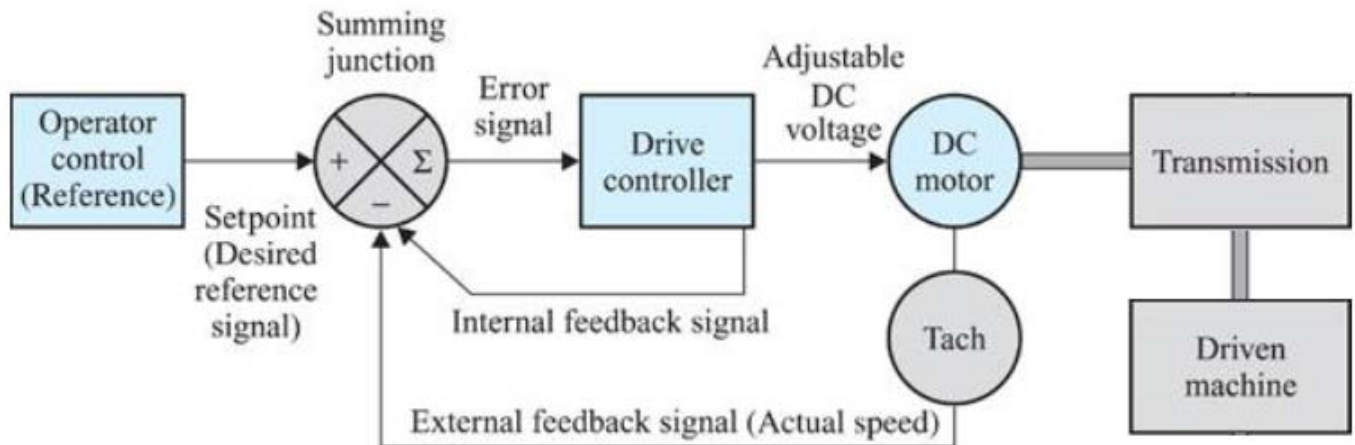 Summing
junction
Operator
control
(Reference)
+
Σ
−
Error
signal
Drive
controller
Adjustable
DC
voltage
DC
motor
Transmission
Setpoint
(Desired
reference
signal)
Internal feedback signal
Tach
Driven
machine
External feedback signal (Actual speed)